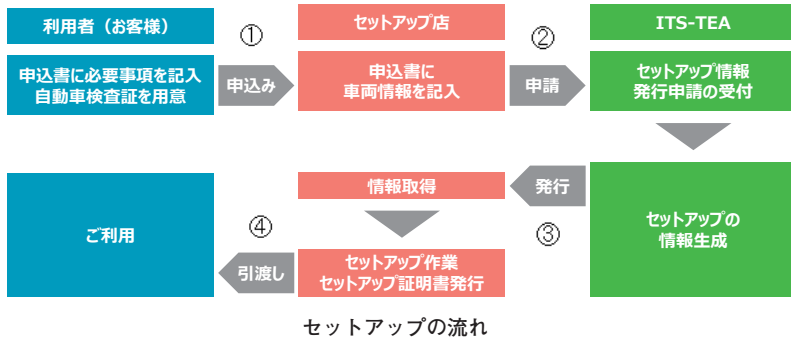 利用者（お客様）
①
セットアップ店
②
ITS-TEA
申込書に必要事項を記入
自動車検査証を用意
申込み
申込書に
車両情報を記入
申請
セットアップ情報
発行申請の受付
情報取得
発行
③
セットアップの
情報生成
ご利用
④
引渡し
セットアップ作業
セットアップ証明書発行
セットアップの流れ